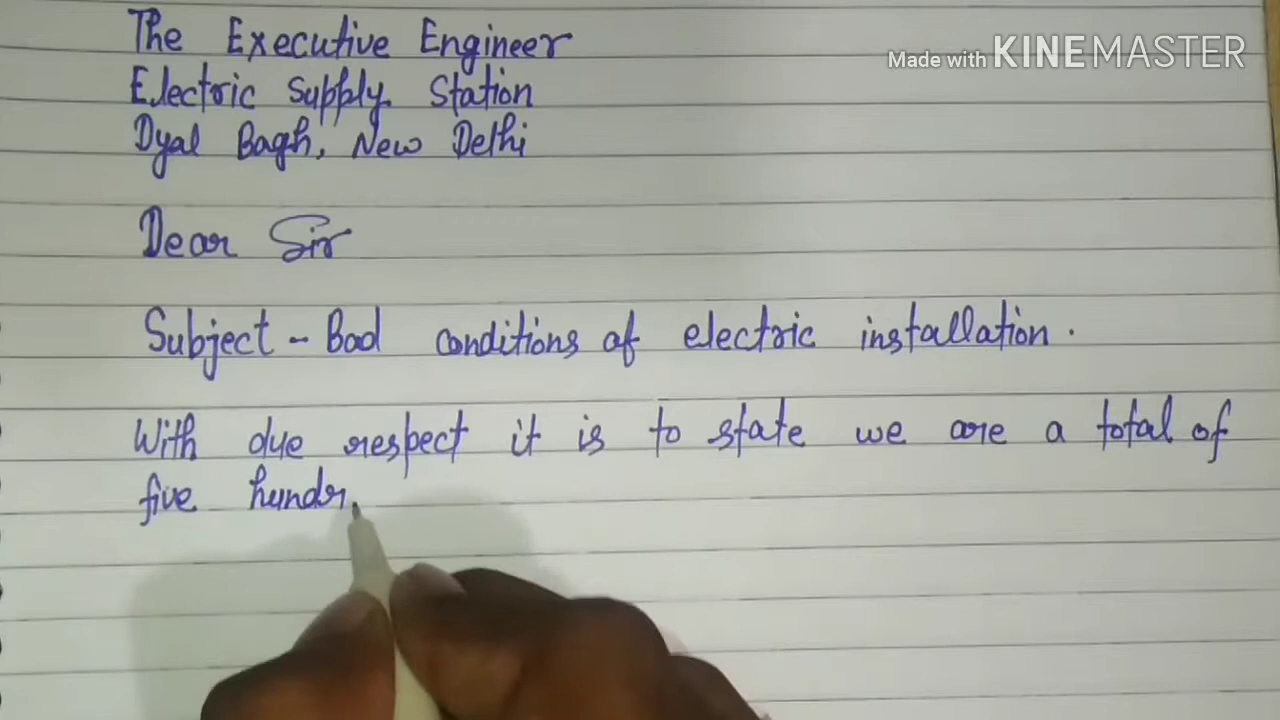 The Executive Engineer
Made with KINEMASTER
Electric Supply Station
Dyal Bagh, New Delhi
Dear Sir
Subject - Bad conditions of electric installation.
With due respect it is to state we are a total of
five hundr